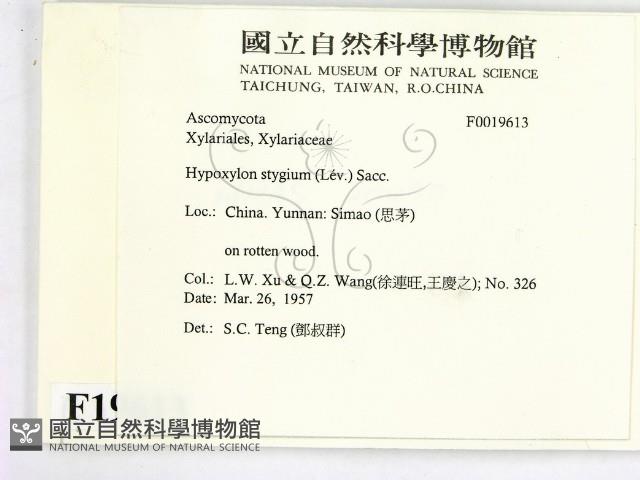 國立自然科學博物館
NATIONAL MUSEUM OF NATURAL SCIENCE
TAICHUNG, TAIWAN, R.O.CHINA
Ascomycota F0019613
Xylariales, Xylariaceae
Hypoxylon stygium (Lév.) Sacc.
Loc.: China. Yunnan: Simao (思茅)
on rotten wood.
Col.: L.W. Xu & Q.Z. Wang(徐連旺,王慶之); No. 326
Date: Mar. 26, 1957
Det.: S.C. Teng (鄧叔群)
F19
國立自然科學博物館
NATIONAL MUSEUM OF NATURAL SCIENCE